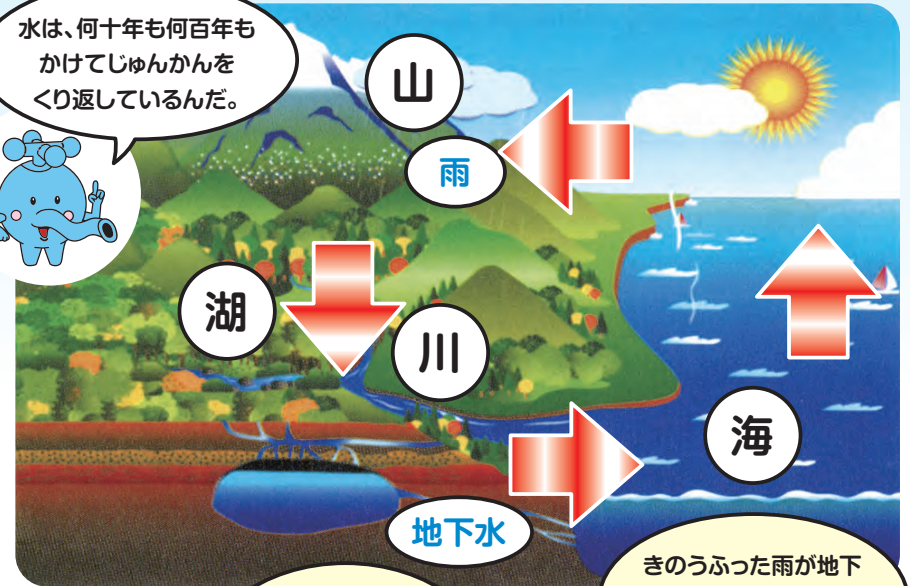 水は、何十年も何百年も
かけてじゅんかんを
くり返しているんだ。
山
雨
湖
川
海
地下水
きのうふった雨が地下